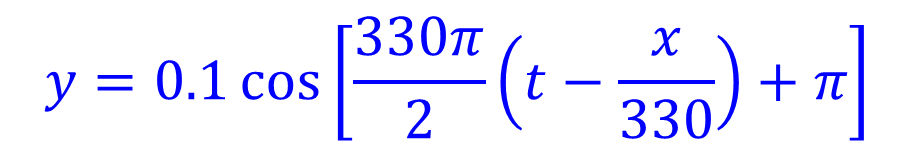 y = 0.1 cos [330π/2 (t − x/330) + π]